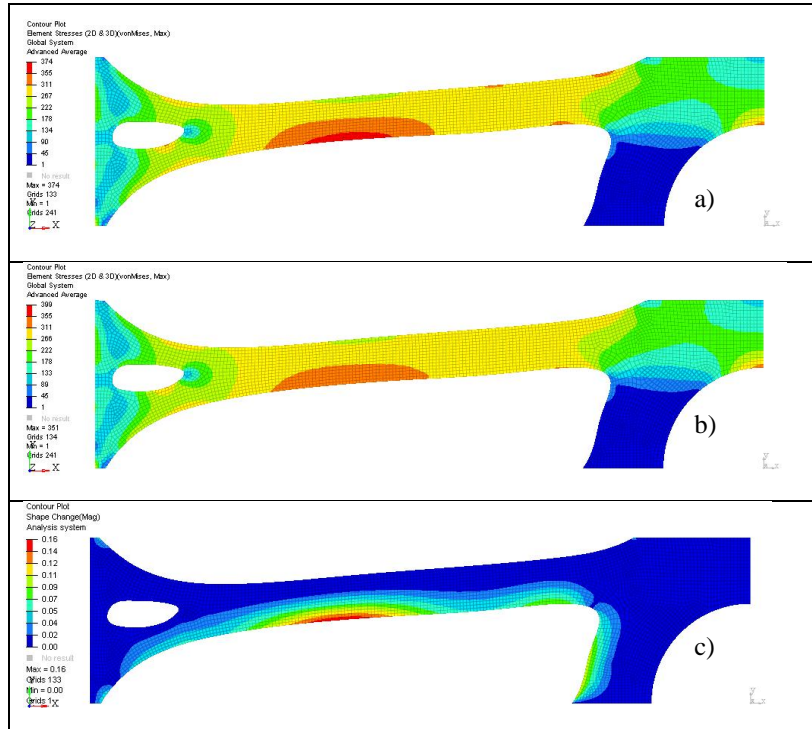 Contour Plot
Element Stresses (2D & 3D)(vonMises, Max)
Global System
Advanced Average
374
355
311
267
222
178
134
90
46
1
No result
Max = 374
Grids 133
Min = 1
Grids 241
Y
Z X
a)
y
z x
Contour Plot
Element Stresses (2D & 3D)(vonMises, Max)
Global System
Advanced Average
399
355
311
266
222
178
133
89
46
1
No result
Max = 351
Grids 134
Min = 1
Grids 241
Y
Z X
b)
y
z x
Contour Plot
Shape Change(Mag)
Analysis system
0.16
0.14
0.12
0.11
0.09
0.07
0.05
0.04
0.02
0.00
No result
Max = 0.16
Grids 133
Min = 0.00
Grids 1
X
c)
y
z x